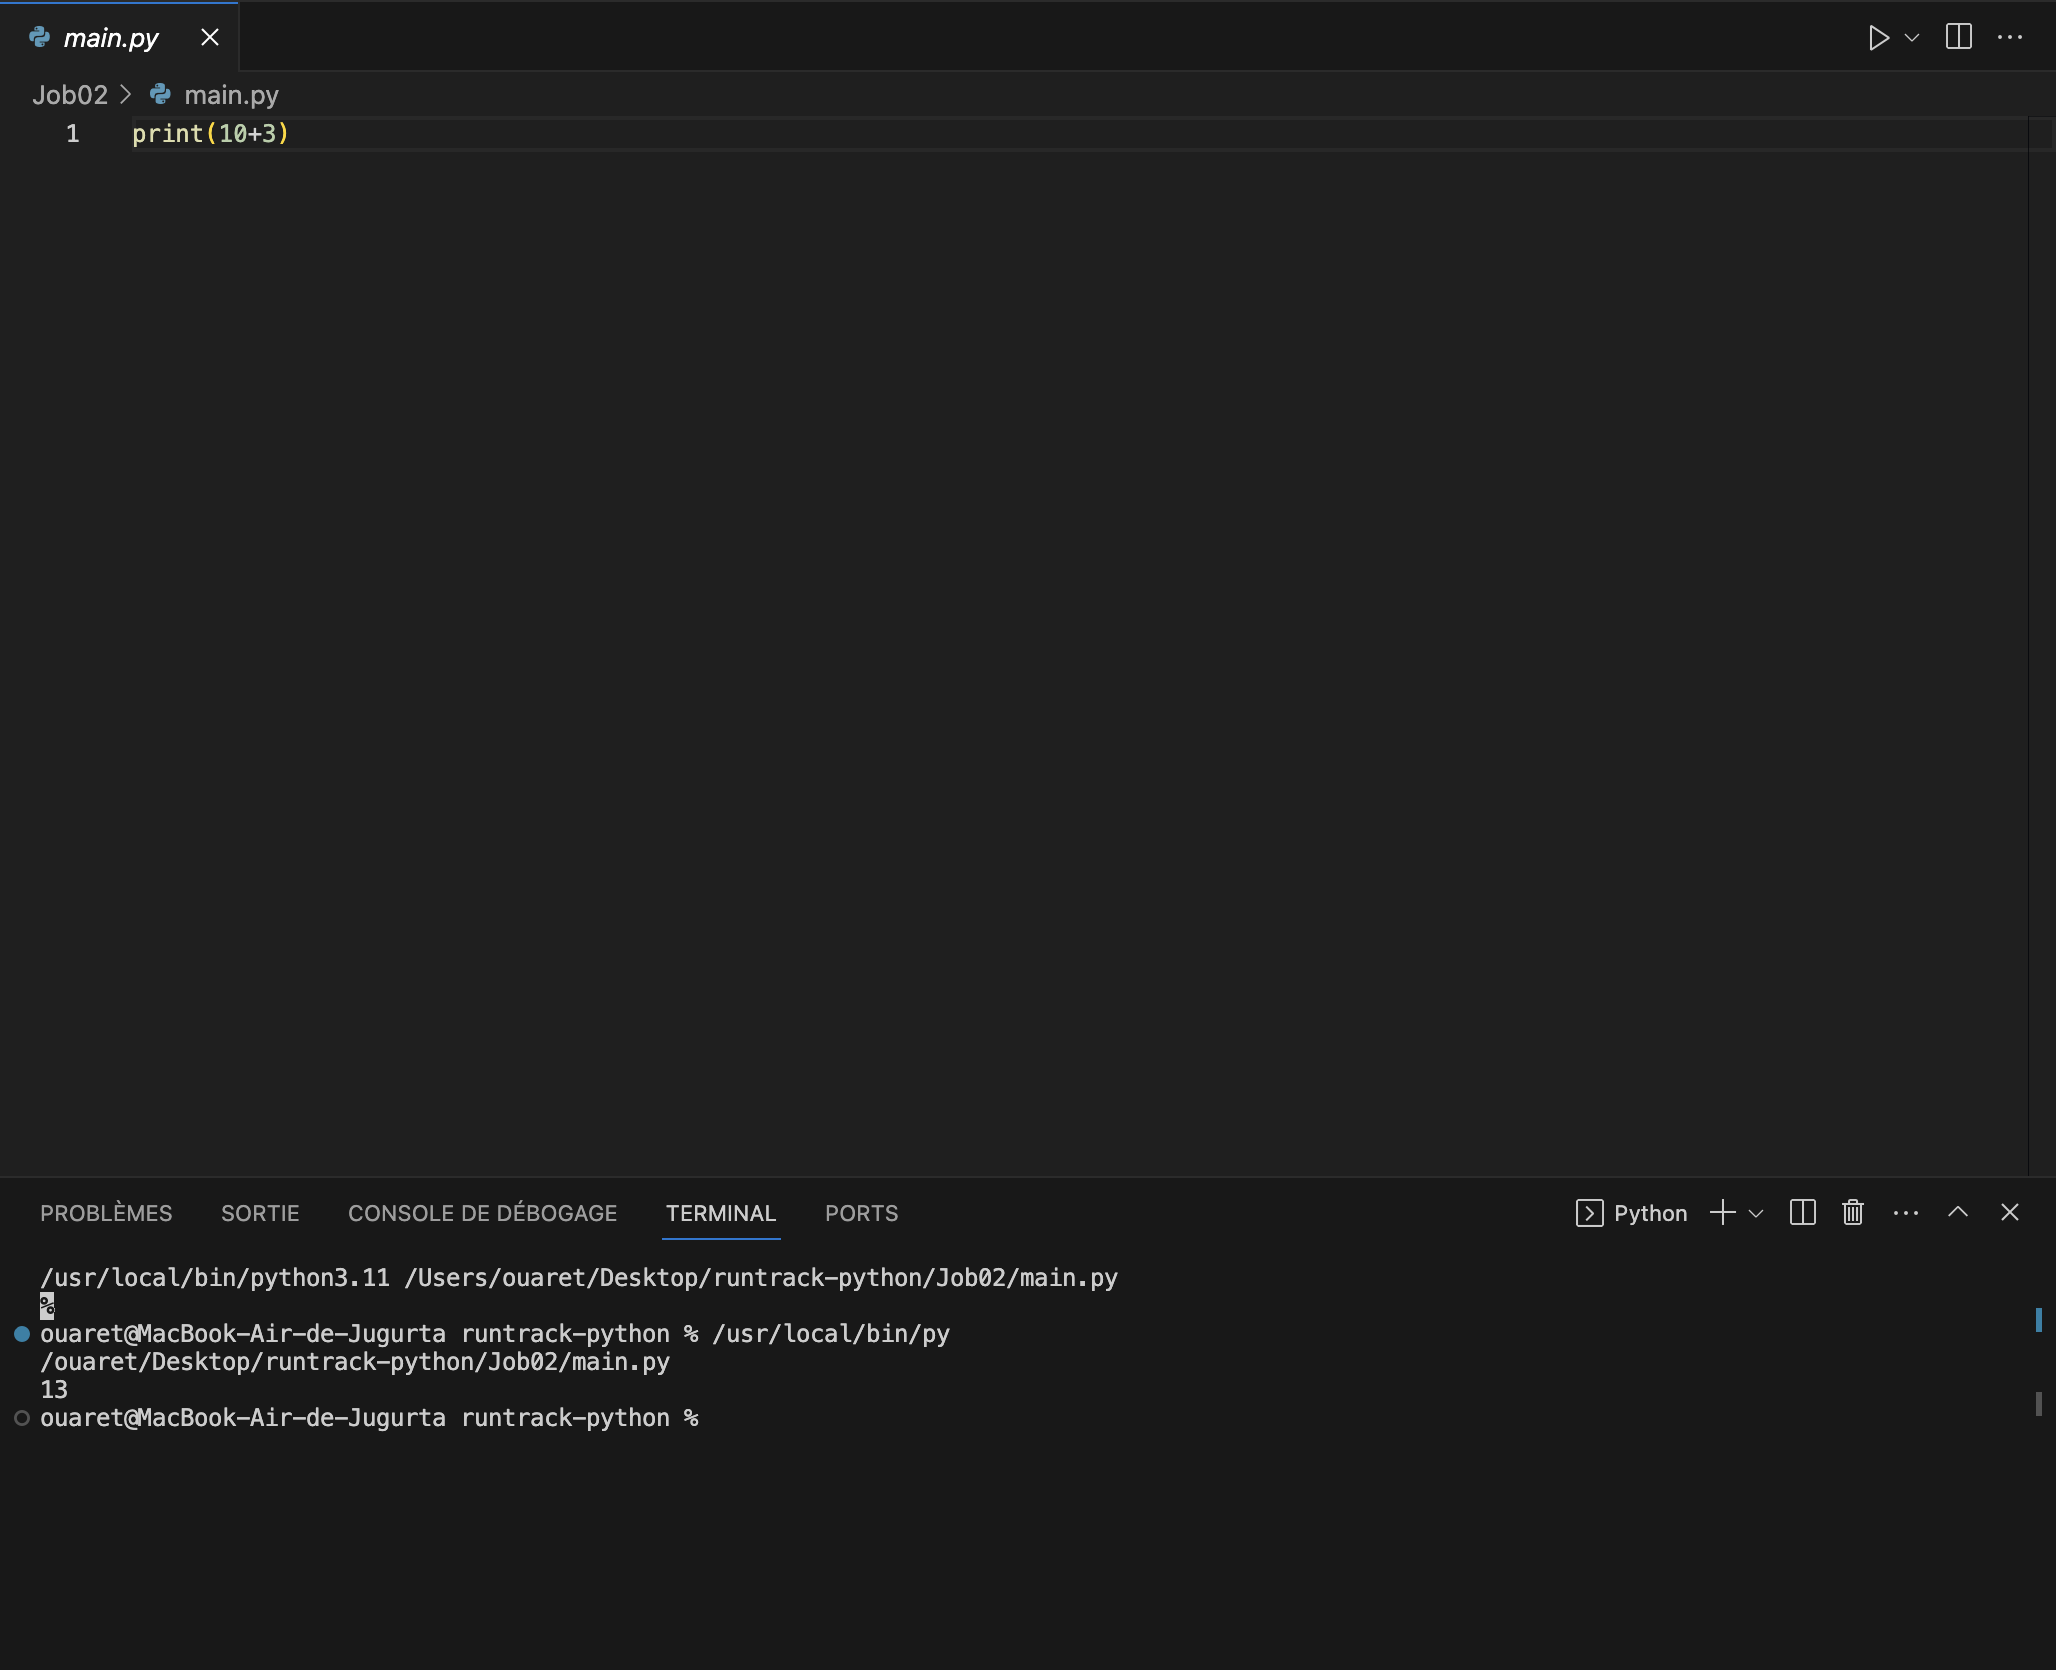 main.py
Job02 > main.py
1 print(10+3)
PROBLÈMES SORTIE CONSOLE DE DÉBOGAGE TERMINAL PORTS Python
/usr/local/bin/python3.11 /Users/ouaret/Desktop/runtrack-python/Job02/main.py
%
ouaret@MacBook-Air-de-Jugurta runtrack-python % /usr/local/bin/py
/ouaret/Desktop/runtrack-python/Job02/main.py
13
ouaret@MacBook-Air-de-Jugurta runtrack-python %